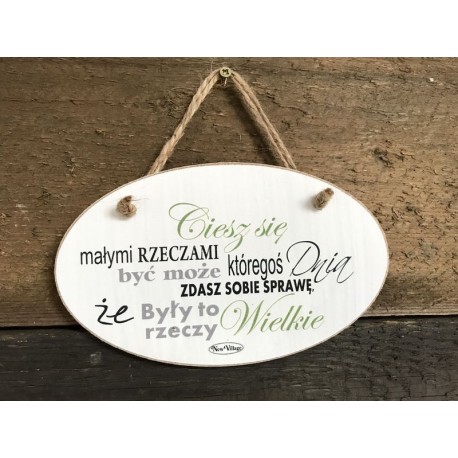 Ciesz się
małymi RZECZAMI
być może któregoś Dnia
ZDASZ SOBIE SPRAWĘ,
że Były to
rzeczy Wielkie
New Village